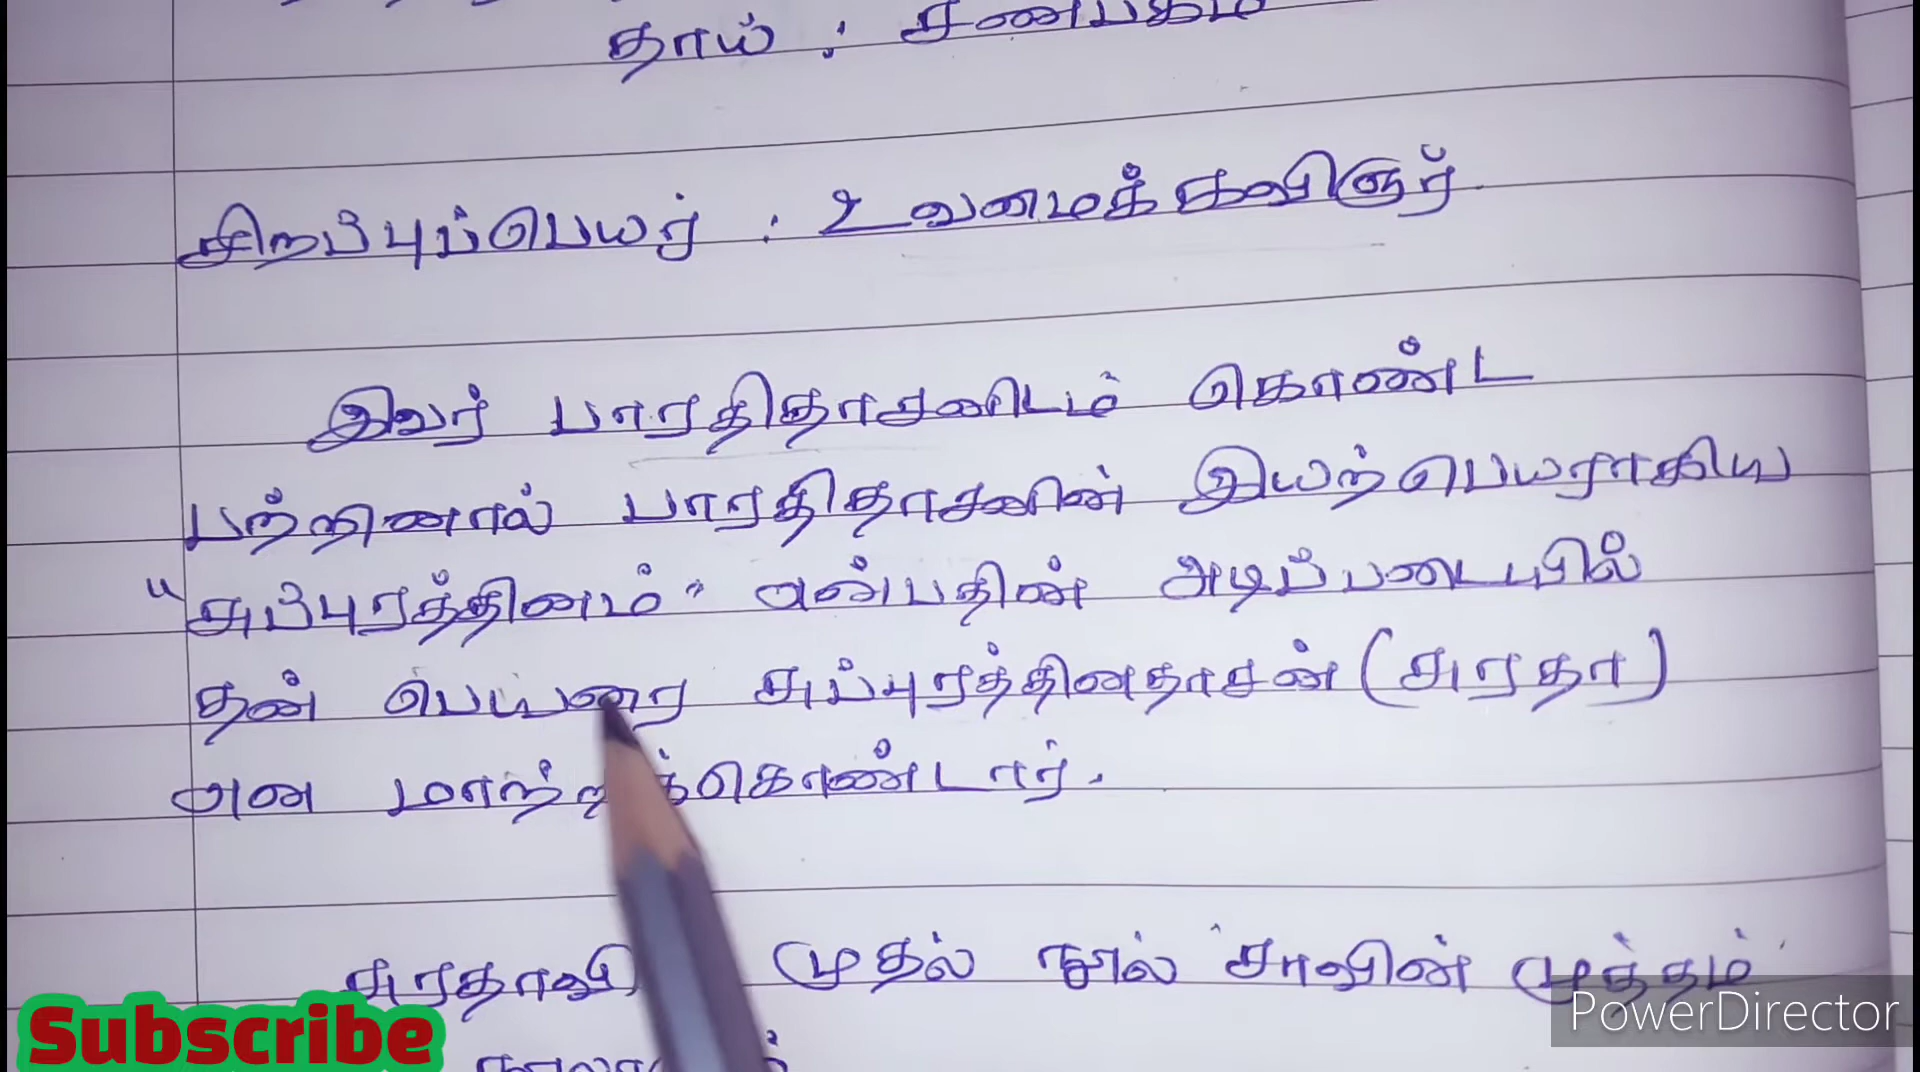 தாய் : சண்பகம்
சிறப்புப்பெயர் : உவமைக்கவிஞர்
இவர் பாரதிதாசனிடம் கொண்ட
பற்றினால் பாரதிதாசனின் இயற்பெயராகிய
"சுப்புரத்தினம்" என்பதின் அடிப்படையில்
தன் பெயரை சுப்புரத்தினதாசன் (சுரதா)
என மாற்றக்கொண்டார்.
முதல் நூல் சாவின் முத்தம்
Subscribe
PowerDirector